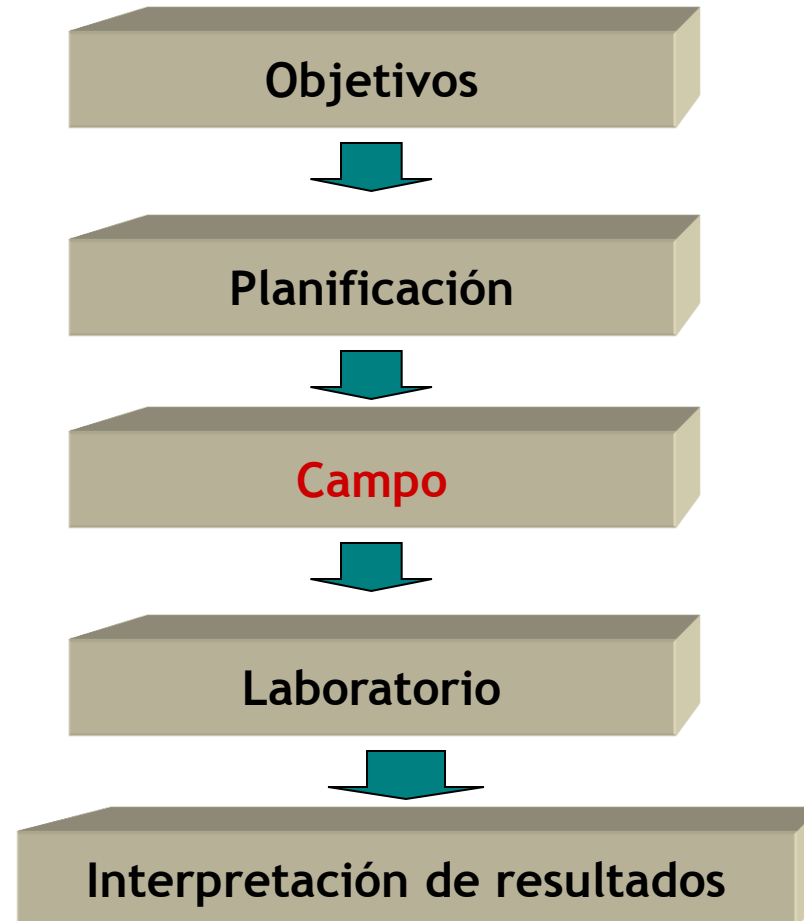 Objetivos
Planificación
Campo
Laboratorio
Interpretación de resultados